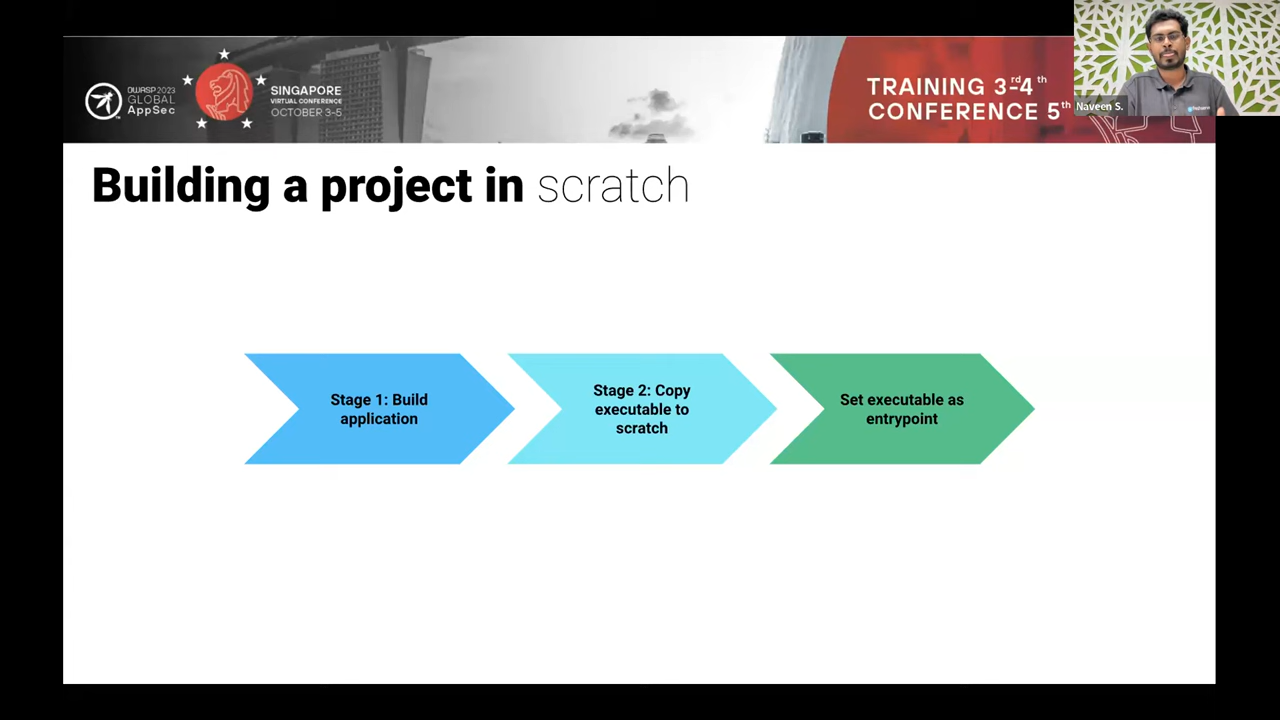 OWASP 2023
GLOBAL
AppSec
SINGAPORE
VIRTUAL CONFERENCE
OCTOBER 3-5
TRAINING 3rd-4th
CONFERENCE 5th
Naveen S.
Building a project in scratch
Stage 1: Build
application
Stage 2: Copy
executable to
scratch
Set executable as
entrypoint